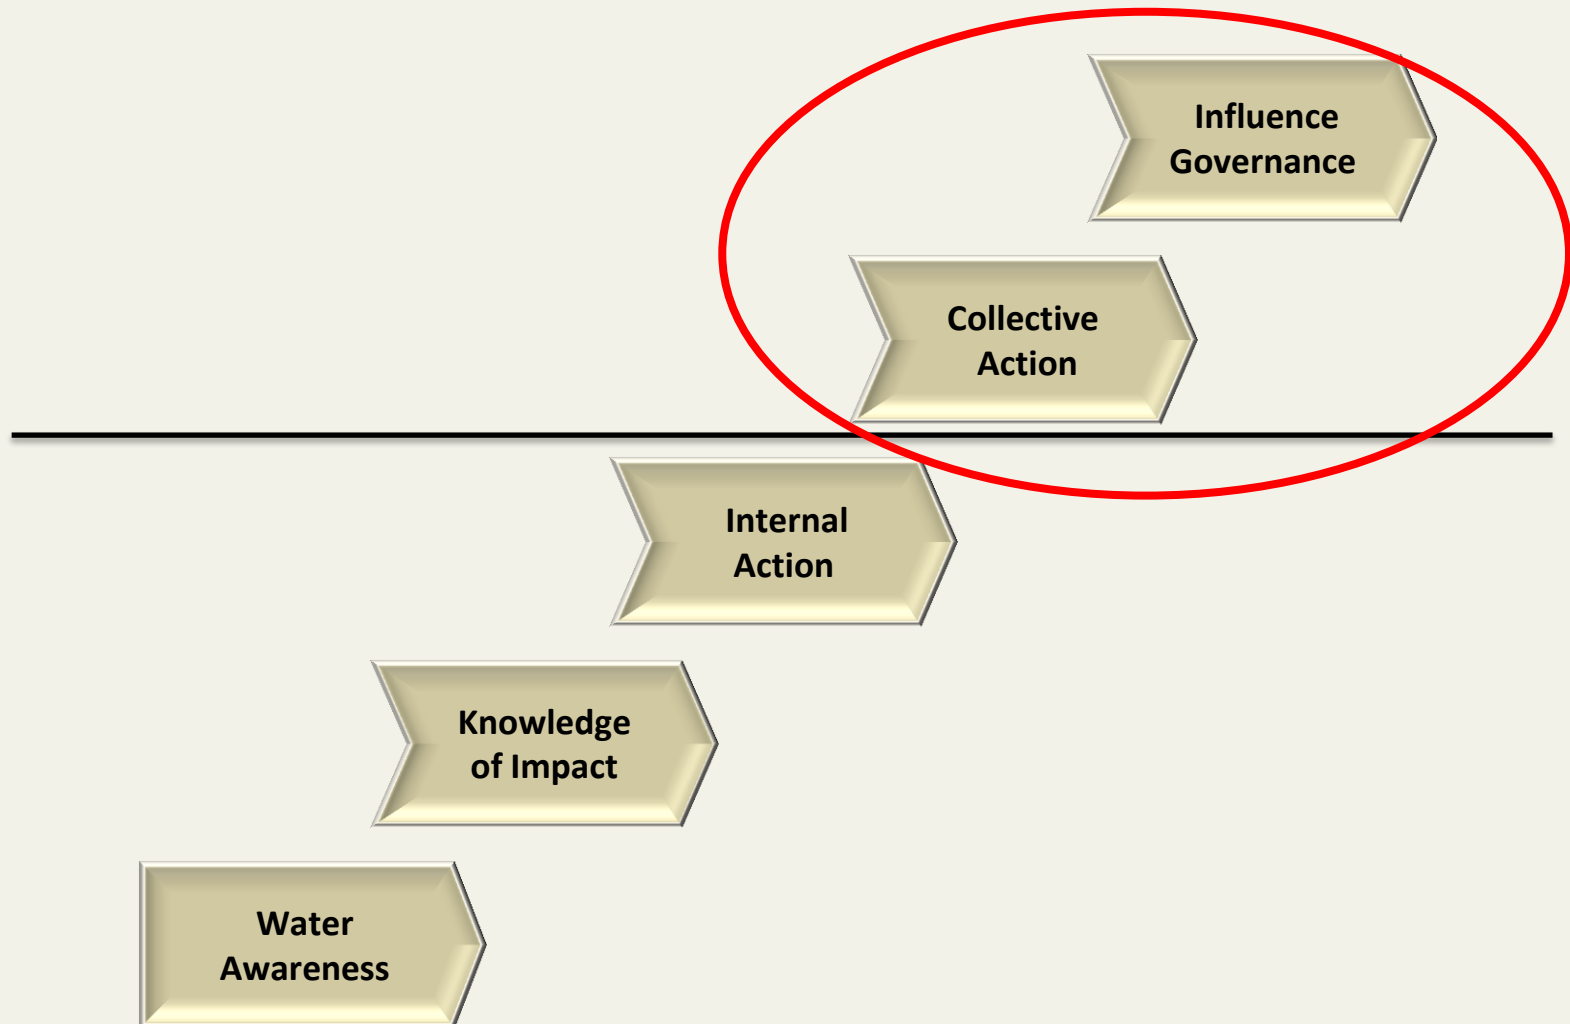 Influence
Governance
Collective
Action
Internal
Action
Knowledge
of Impact
Water
Awareness